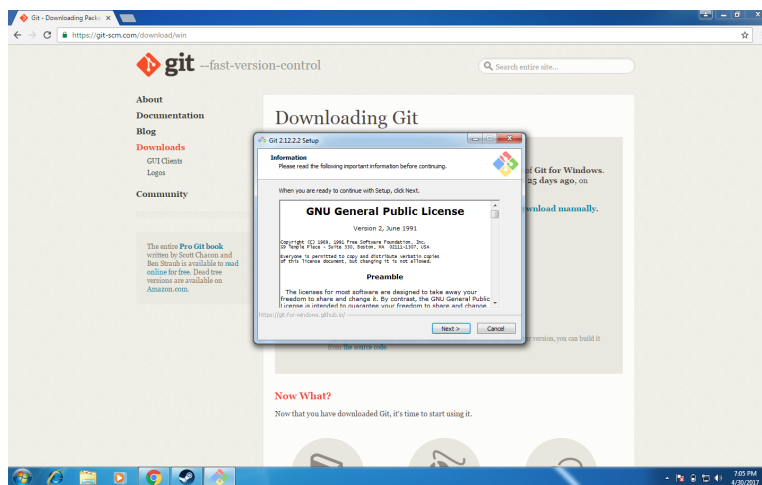 Git - Downloading Packa
https://git-scm.com/download/win
git --fast-version-control
Search entire site...
About
Documentation
Blog
Downloads
GUI Clients
Logos
Community
The entire Pro Git book
written by Scott Chacon and
Ben Straub is available to read
online for free. Dead tree
versions are available on
Amazon.com.
Downloading Git
of Git for Windows.
25 days ago, on
download manually.
Git 2.12.2.2 Setup
Information
Please read the following important information before continuing.
When you are ready to continue with Setup, click Next.
GNU General Public License
Version 2, June 1991
Copyright (C) 1989, 1991 Free Software Foundation, Inc.
59 Temple Place - Suite 330, Boston, MA 02111-1307, USA
Everyone is permitted to copy and distribute verbatim copies
of this license document, but changing it is not allowed.
Preamble
The licenses for most software are designed to take away your
freedom to share and change it. By contrast, the GNU General Public
License is intended to guarantee your freedom to share and change
https://git-for-windows.github.io/
Next >
Cancel
version, you can build it
from the source code.
Now What?
Now that you have downloaded Git, it's time to start using it.
7:05 PM
4/30/2017